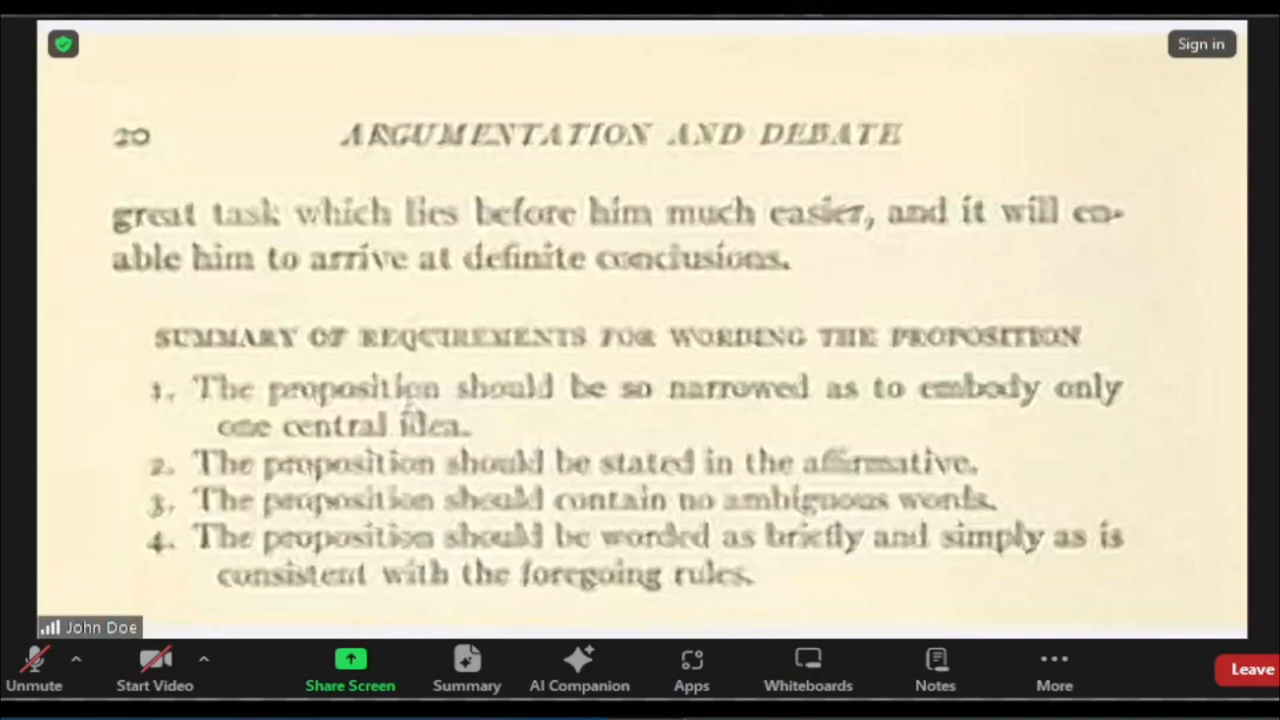 Sign in
20 ARGUMENTATION AND DEBATE
great task which lies before him much easier, and it will en-
able him to arrive at definite conclusions.
SUMMARY OF REQUIREMENTS FOR WORDING THE PROPOSITION
1. The proposition should be so narrowed as to embody only
one central idea.
2. The proposition should be stated in the affirmative.
3. The proposition should contain no ambiguous words.
4. The proposition should be worded as briefly and simply as is
consistent with the foregoing rules.
John Doe
Unmute Start Video Share Screen Summary AI Companion Apps Whiteboards Notes More Leave